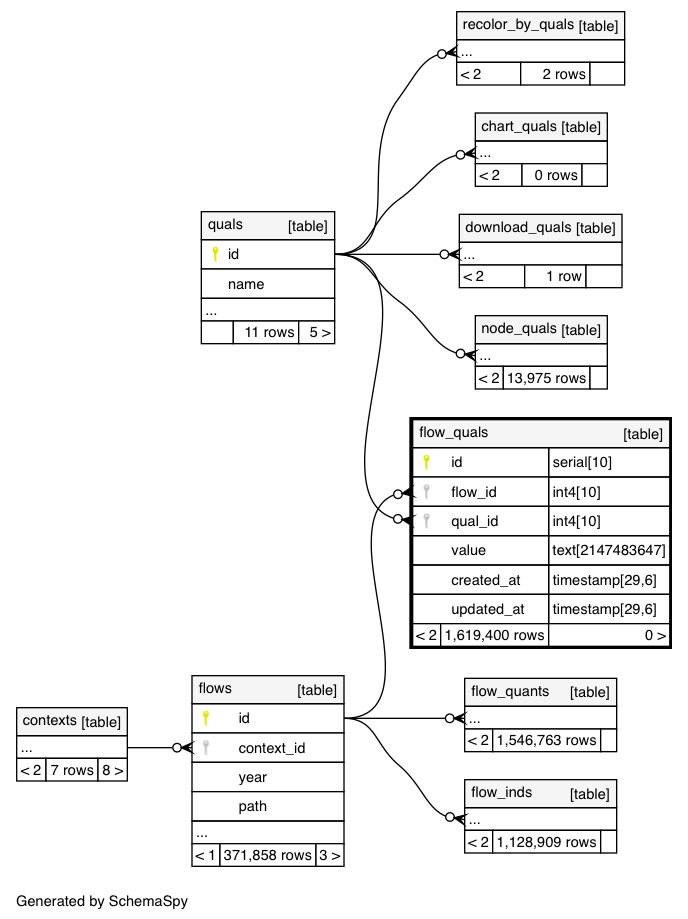 recolor_by_quals [table]
...
< 2 2 rows
chart_quals [table]
...
< 2 0 rows
quals [table]
id
name
...
11 rows 5 >
download_quals [table]
...
< 2 1 row
node_quals [table]
...
< 2 13,975 rows
flow_quals [table]
id serial[10]
flow_id int4[10]
qual_id int4[10]
value text[2147483647]
created_at timestamp[29,6]
updated_at timestamp[29,6]
< 2 1,619,400 rows 0 >
contexts [table]
...
< 2 7 rows 8 >
flows [table]
id
context_id
year
path
...
< 1 371,858 rows 3 >
flow_quants [table]
...
< 2 1,546,763 rows
flow_inds [table]
...
< 2 1,128,909 rows
Generated by SchemaSpy